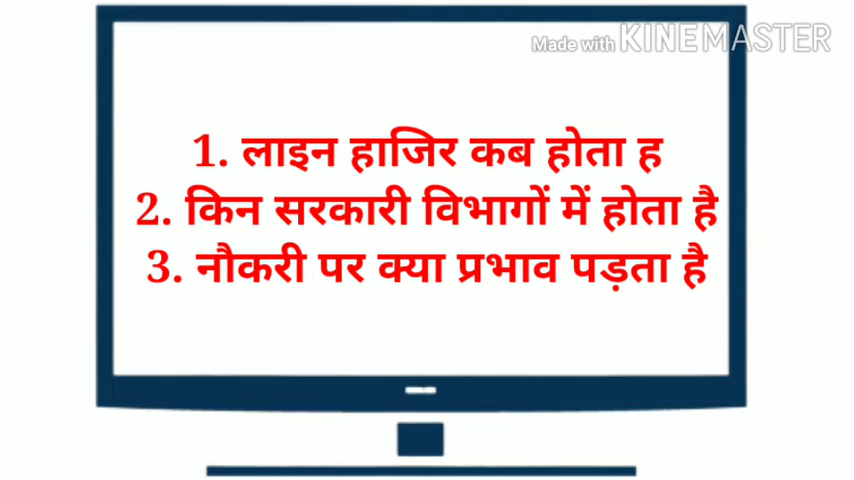 Made with KINEMASTER
1. लाइन हाजिर कब होता ह
2. किन सरकारी विभागों में होता है
3. नौकरी पर क्या प्रभाव पड़ता है